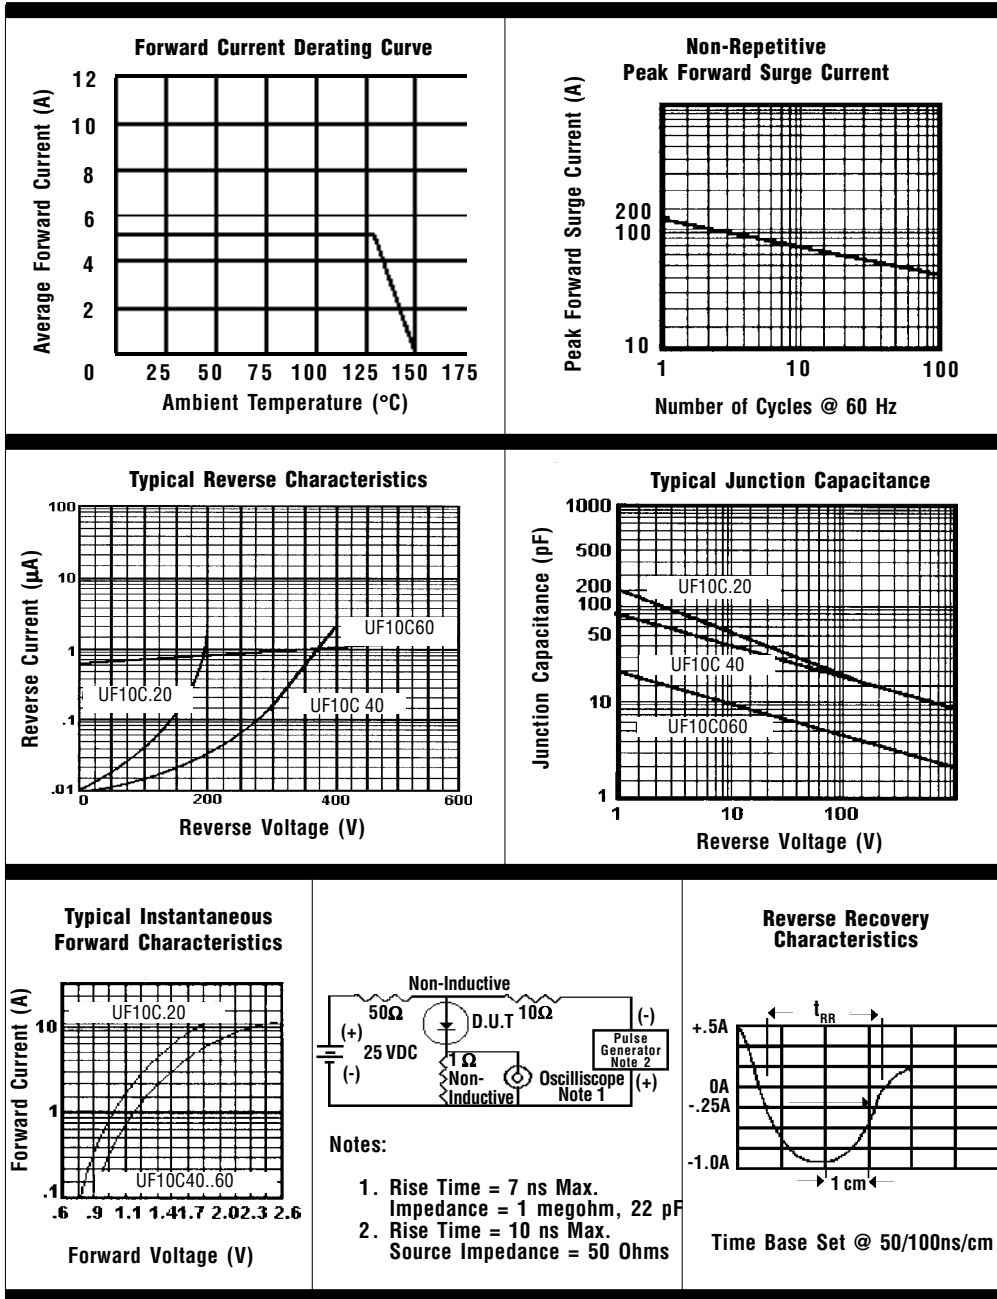 Forward Current Derating Curve
Average Forward Current (A)
12
10
8
6
4
2
0
25 50 75 100 125 150 175
Ambient Temperature (°C)
Non-Repetitive
Peak Forward Surge Current
Peak Forward Surge Current (A)
200
100
10
1 10 100
Number of Cycles @ 60 Hz
Typical Reverse Characteristics
Reverse Current (µA)
100
10
1
.1
.01
UF10C60
UF10C.20
UF10C 40
0 200 400 600
Reverse Voltage (V)
Typical Junction Capacitance
Junction Capacitance (pF)
1000
500
200
100
50
10
1
UF10C.20
UF10C 40
UF10C060
1 10 100
Reverse Voltage (V)
Typical Instantaneous
Forward Characteristics
Forward Current (A)
10
1
.1
UF10C.20
UF10C40..60
.6 .9 1.1 1.41.7 2.02.3 2.6
Forward Voltage (V)
Non-Inductive
50Ω 10Ω
(+) D.U.T (-)
25 VDC
(-)
1 Ω
Non-
Inductive
Oscilliscope
Note 1
Pulse
Generator
Note 2
(+)
Notes:
1. Rise Time = 7 ns Max.
Impedance = 1 megohm, 22 pF
2. Rise Time = 10 ns Max.
Source Impedance = 50 Ohms
Reverse Recovery
Characteristics
tRR
+.5A
0A
-.25A
-1.0A
1 cm
Time Base Set @ 50/100ns/cm